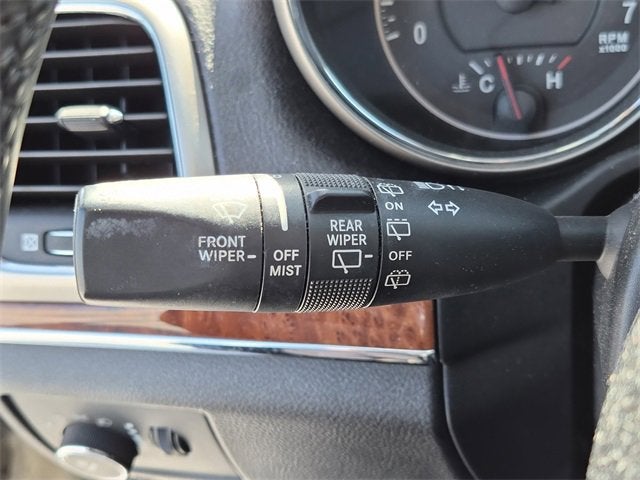 0
7
RPM
x1000
C
H
FRONT
WIPER
OFF
MIST
REAR
WIPER
ON
OFF